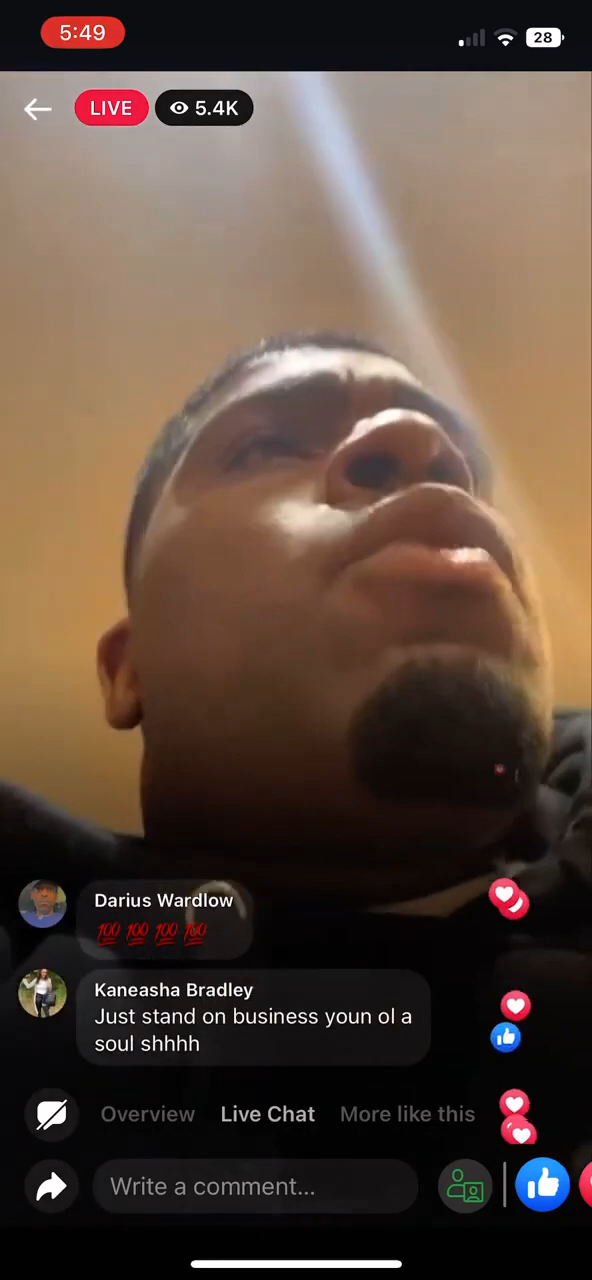 5:49
28
LIVE 5.4K
Darius Wardlow
💯 💯 💯 💯
Kaneasha Bradley
Just stand on business youn ol a
soul shhhh
Overview Live Chat More like this
Write a comment...